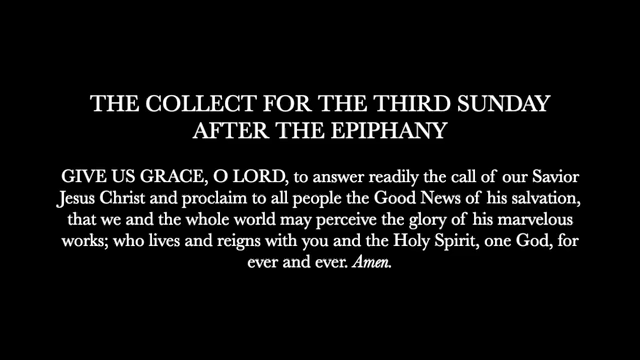 THE COLLECT FOR THE THIRD SUNDAY
AFTER THE EPIPHANY
GIVE US GRACE, O LORD, to answer readily the call of our Savior
Jesus Christ and proclaim to all people the Good News of his salvation,
that we and the whole world may perceive the glory of his marvelous
works; who lives and reigns with you and the Holy Spirit, one God, for
ever and ever. Amen.